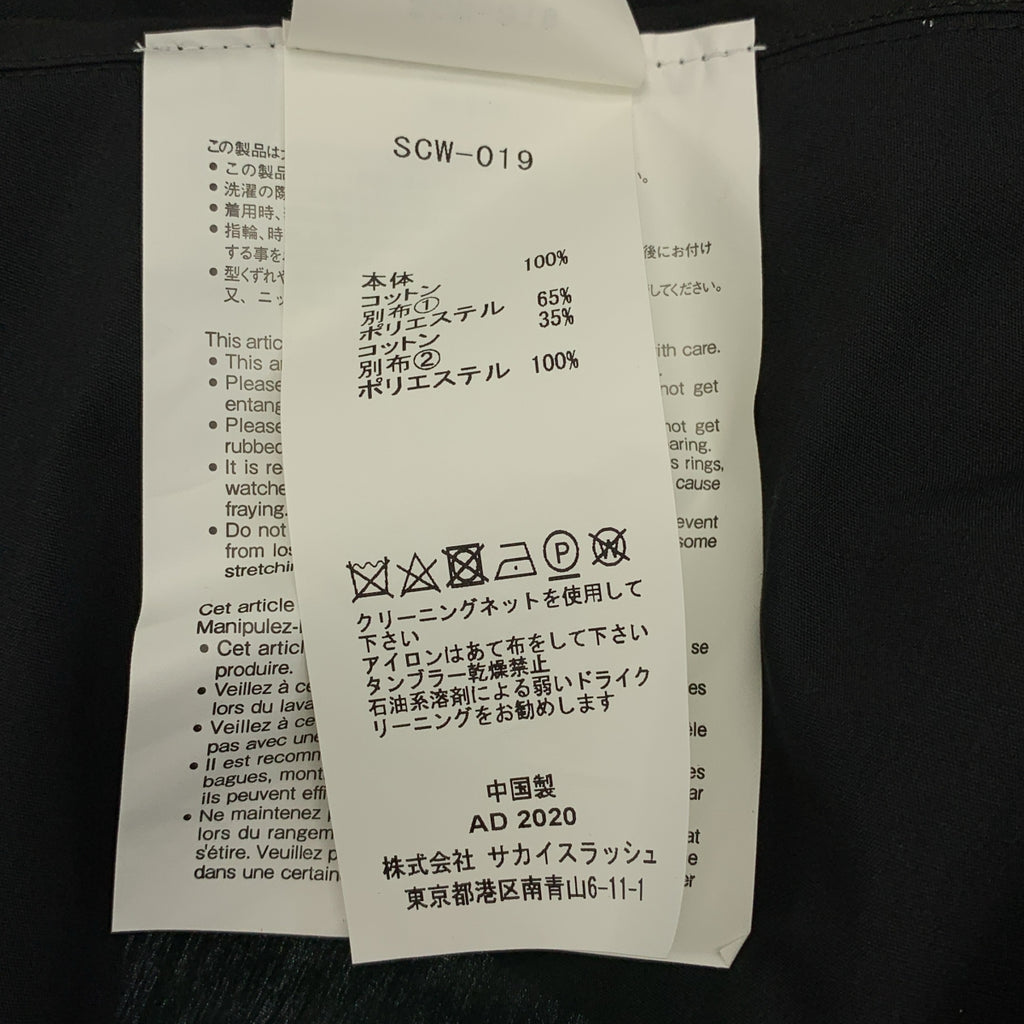 SCW-019
本体
コットン 100%
別布①
ポリエステル 65%
コットン 35%
別布②
ポリエステル 100%
P
W
クリーニングネットを使用して
下さい
アイロンはあて布をして下さい
タンブラー乾燥禁止
石油系溶剤による弱いドライク
リーニングをお勧めします
中国製
AD 2020
株式会社 サカイスラッシュ
東京都港区南青山6-11-1
この製品は
• この製品
• 洗濯の際
• 着用時、
• 指輪、時
する事を
• 型くずれや
又、ニッ
い。
後にお付け
してください。
This artic
• This ar
• Please
entang
• Please
rubbed
• It is re
watche
fraying.
• Do not
from los
stretchin
ith care.
not get
not get
aring.
s rings,
cause
event
some
Cet article
Manipulez-l
• Cet articl
produire.
• Veillez à ce
lors du lava
• Veillez à ce
pas avec une
• Il est recomm
bagues, mont
ils peuvent effi
• Ne maintenez p
lors du rangem
s'étire. Veuillez p
dans une certain
se
es
èle
es
ar
at
e
er